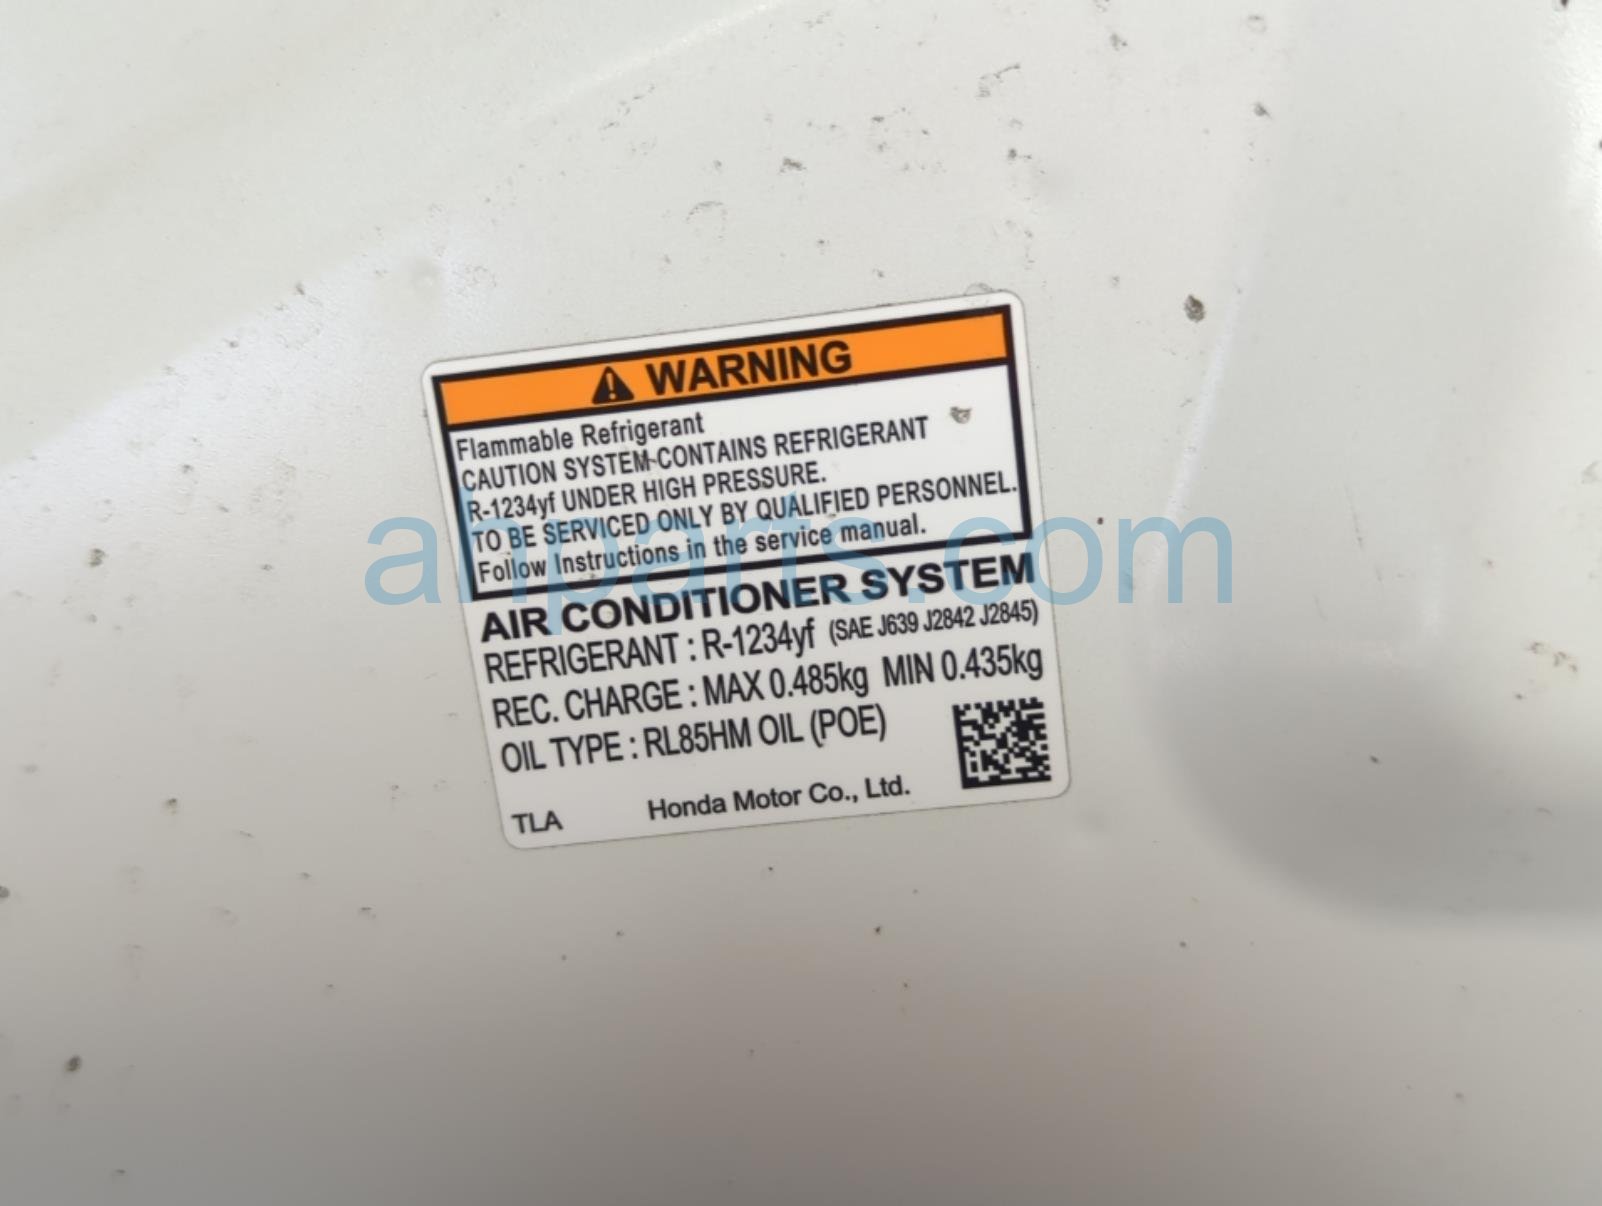 WARNING
Flammable Refrigerant
CAUTION SYSTEM CONTAINS REFRIGERANT
R-1234yf UNDER HIGH PRESSURE.
TO BE SERVICED ONLY BY QUALIFIED PERSONNEL.
Follow Instructions in the service manual.
AIR CONDITIONER SYSTEM
REFRIGERANT : R-1234yf (SAE J639 J2842 J2845)
REC. CHARGE : MAX 0.485kg MIN 0.435kg
OIL TYPE : RL85HM OIL (POE)
TLA Honda Motor Co., Ltd.
ahparts.com